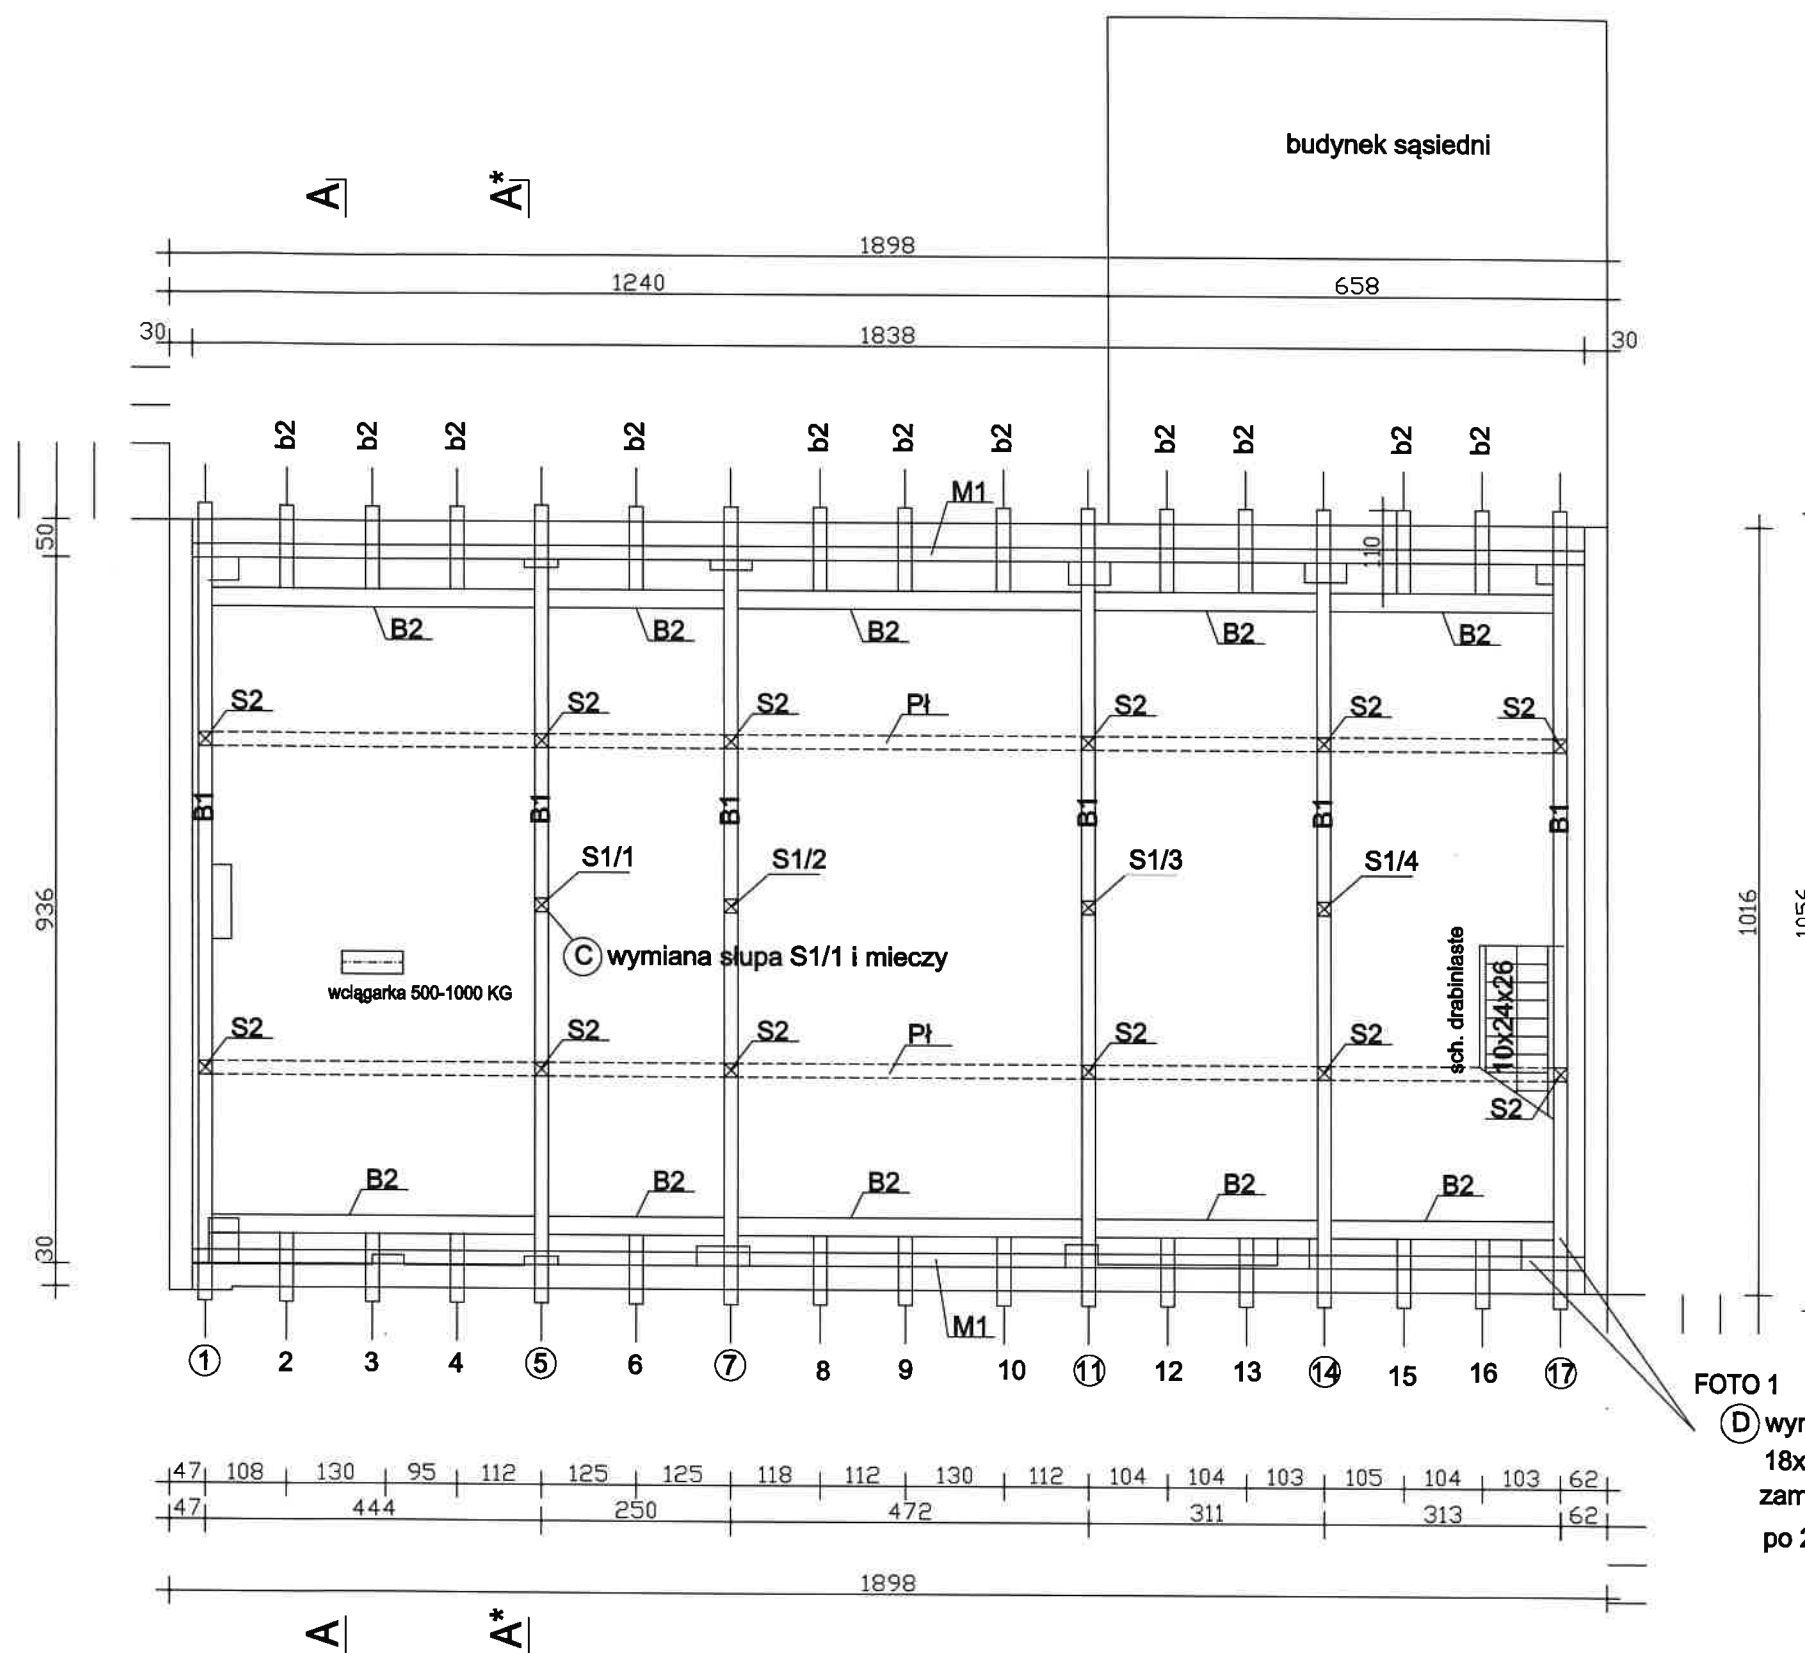 budynek sąsiedni
A A*
1898
1240 658
30 1838 30
b2 b2 b2 b2 b2 b2 b2 b2 b2 b2 b2
M1
50
110
B2 B2 B2 B2 B2
S2 S2 S2 Pł S2 S2 S2
B1 B1 B1 B1 B1 B1
S1/1 S1/2 S1/3 S1/4
936
1016
1056
C wymiana słupa S1/1 i mieczy
wciągarka 500-1000 KG
sch. drabiniaste
10x24x26
S2 S2 S2 Pł S2 S2
S2
B2 B2 B2 B2 B2
30
M1
1 2 3 4 5 6 7 8 9 10 11 12 13 14 15 16 17
FOTO 1
D wym
18x
zam
po 2
47 108 130 95 112 125 125 118 112 130 112 104 104 103 105 104 103 62
47 444 250 472 311 313 62
1898
A A*